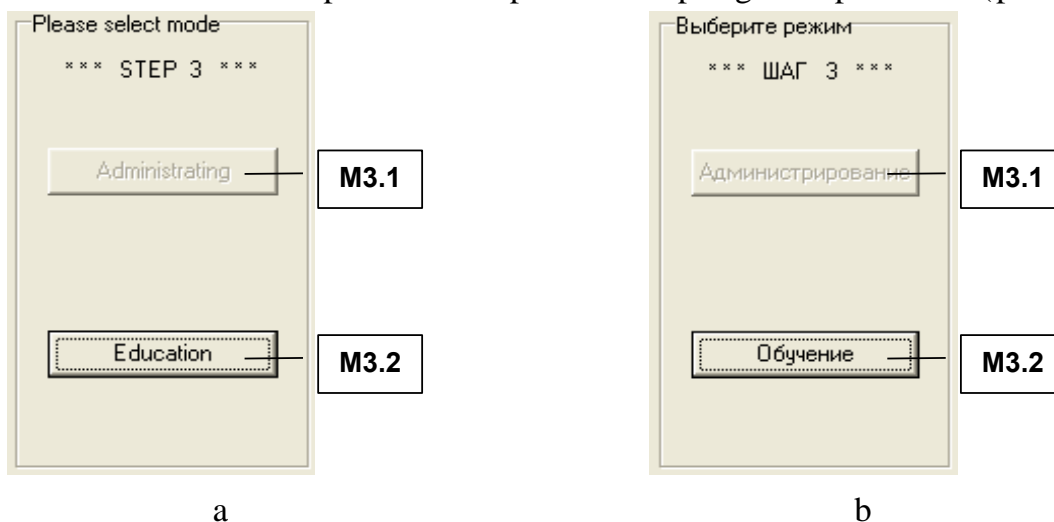 Please select mode
*** STEP 3 ***
Administrating
M3.1
Education
M3.2
a
Выберите режим
*** ШАГ 3 ***
Администрирование
M3.1
Обучение
M3.2
b